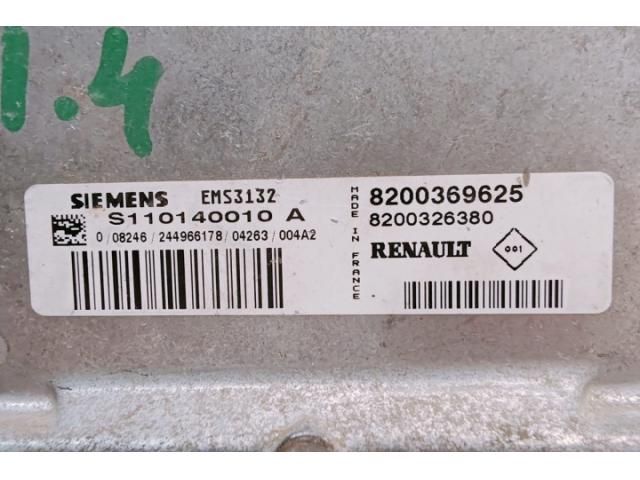 1.4
SIEMENS EMS3132
S110140010 A
0/08246/244966178/04263/004A2
MADE IN FRANCE
8200369625
8200326380
RENAULT 001